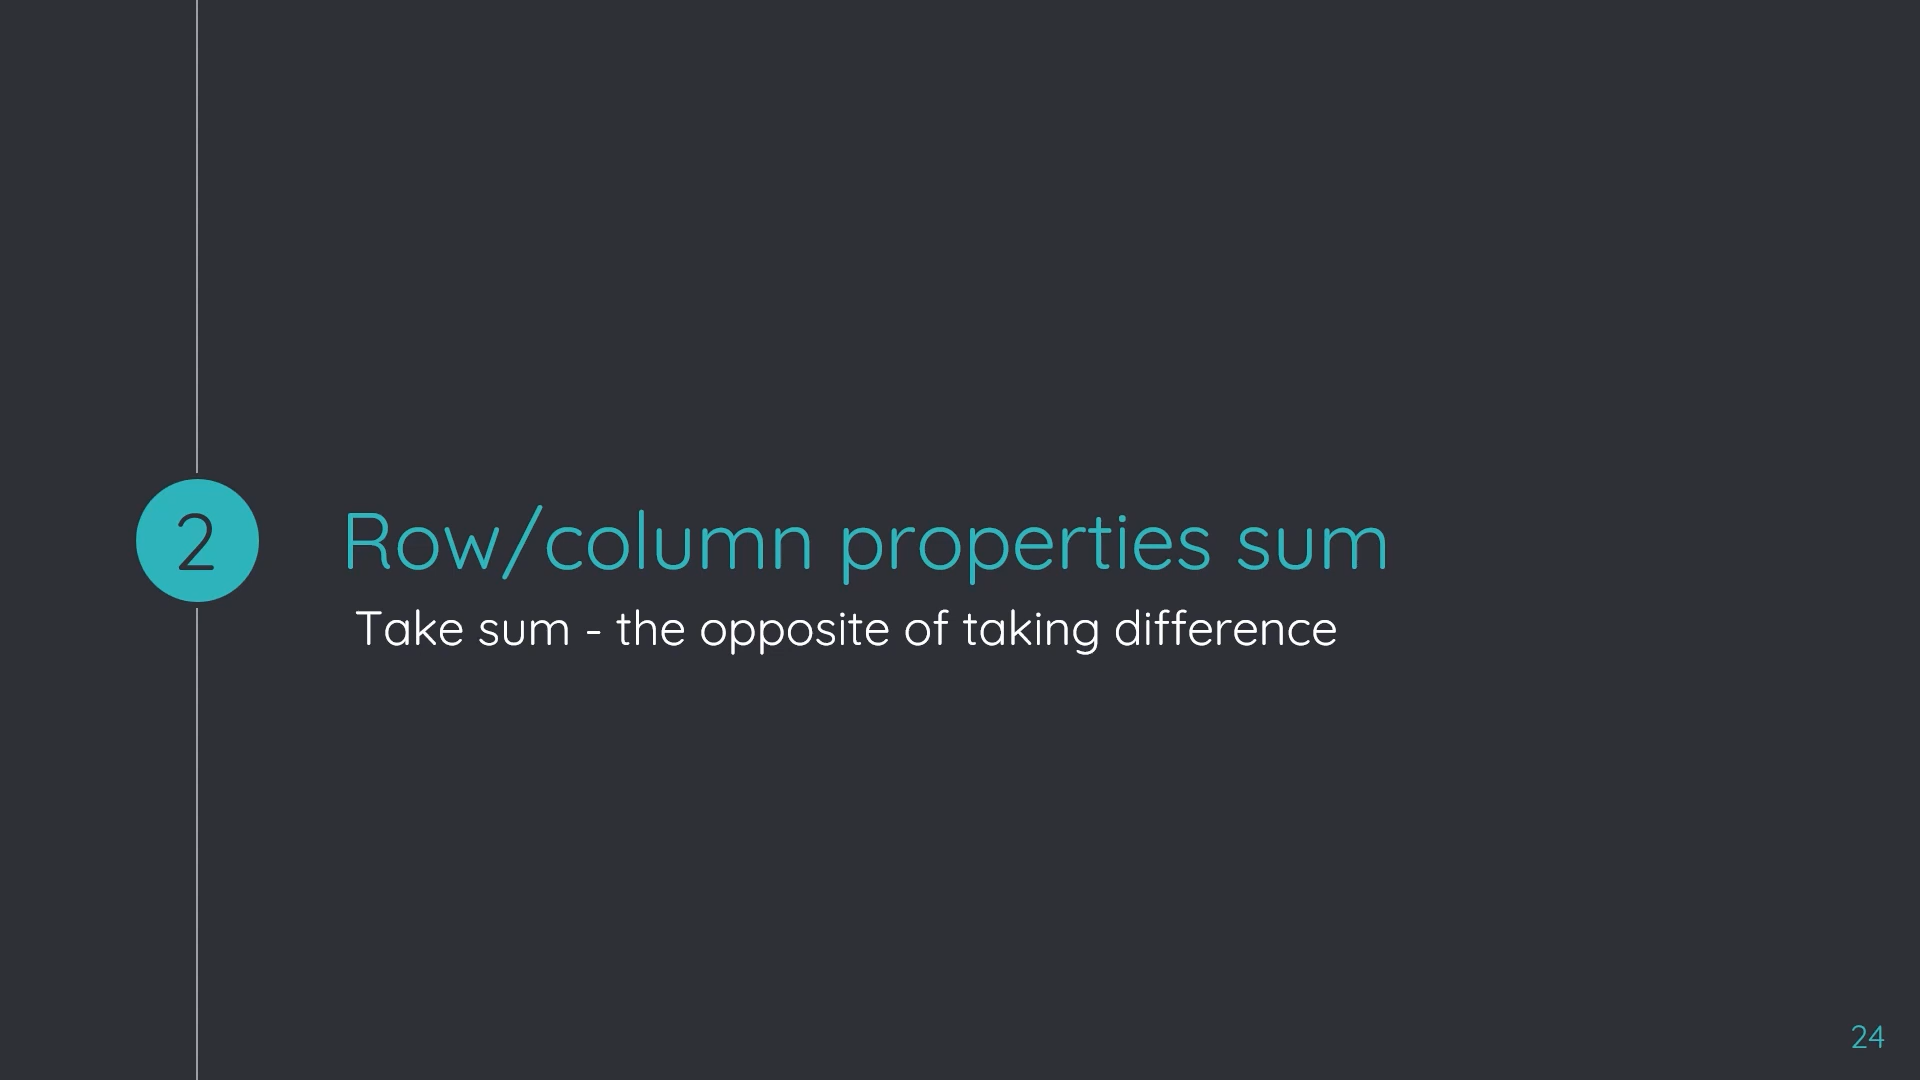 2
Row/column properties sum
Take sum - the opposite of taking difference
24